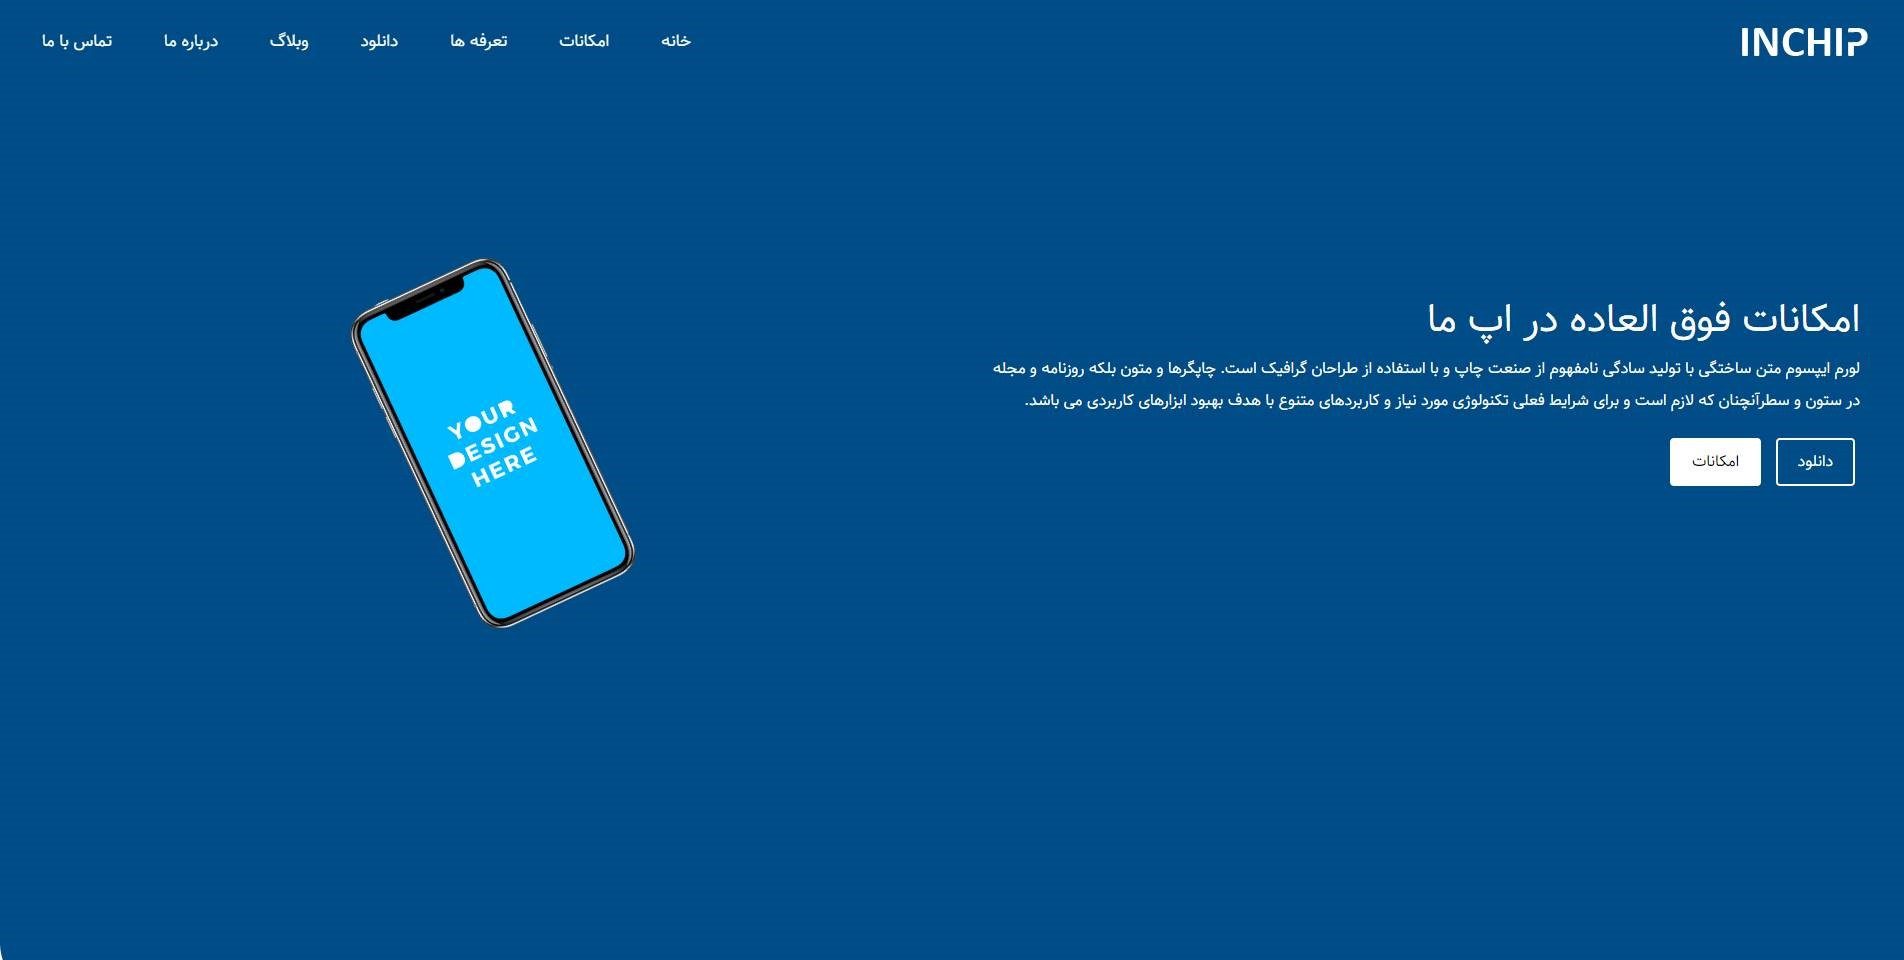 INCHIP
خانه
امکانات
تعرفه ها
دانلود
وبلاگ
درباره ما
تماس با ما
امکانات فوق العاده در اپ ما
لورم ایپسوم متن ساختگی با تولید سادگی نامفهوم از صنعت چاپ و با استفاده از طراحان گرافیک است. چاپگرها و متون بلکه روزنامه و مجله
در ستون و سطرآنچنان که لازم است و برای شرایط فعلی تکنولوژی مورد نیاز و کاربردهای متنوع با هدف بهبود ابزارهای کاربردی می باشد.
دانلود
امکانات
YOUR
DESIGN
HERE